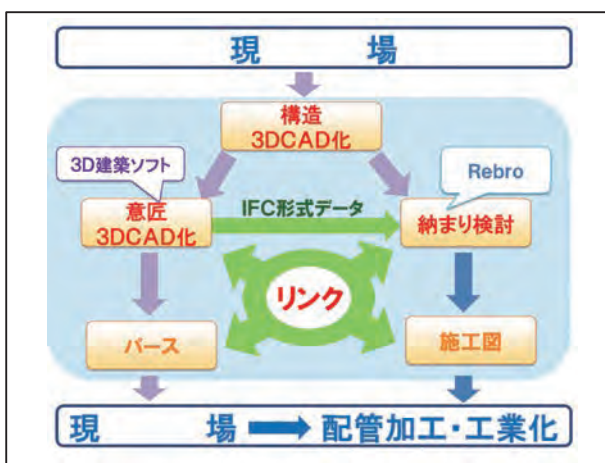 現 場
構造
3DCAD化
3D建築ソフト
Rebro
意匠
3DCAD化
IFC形式データ
納まり検討
リンク
パース
施工図
現 場 配管加工・工業化